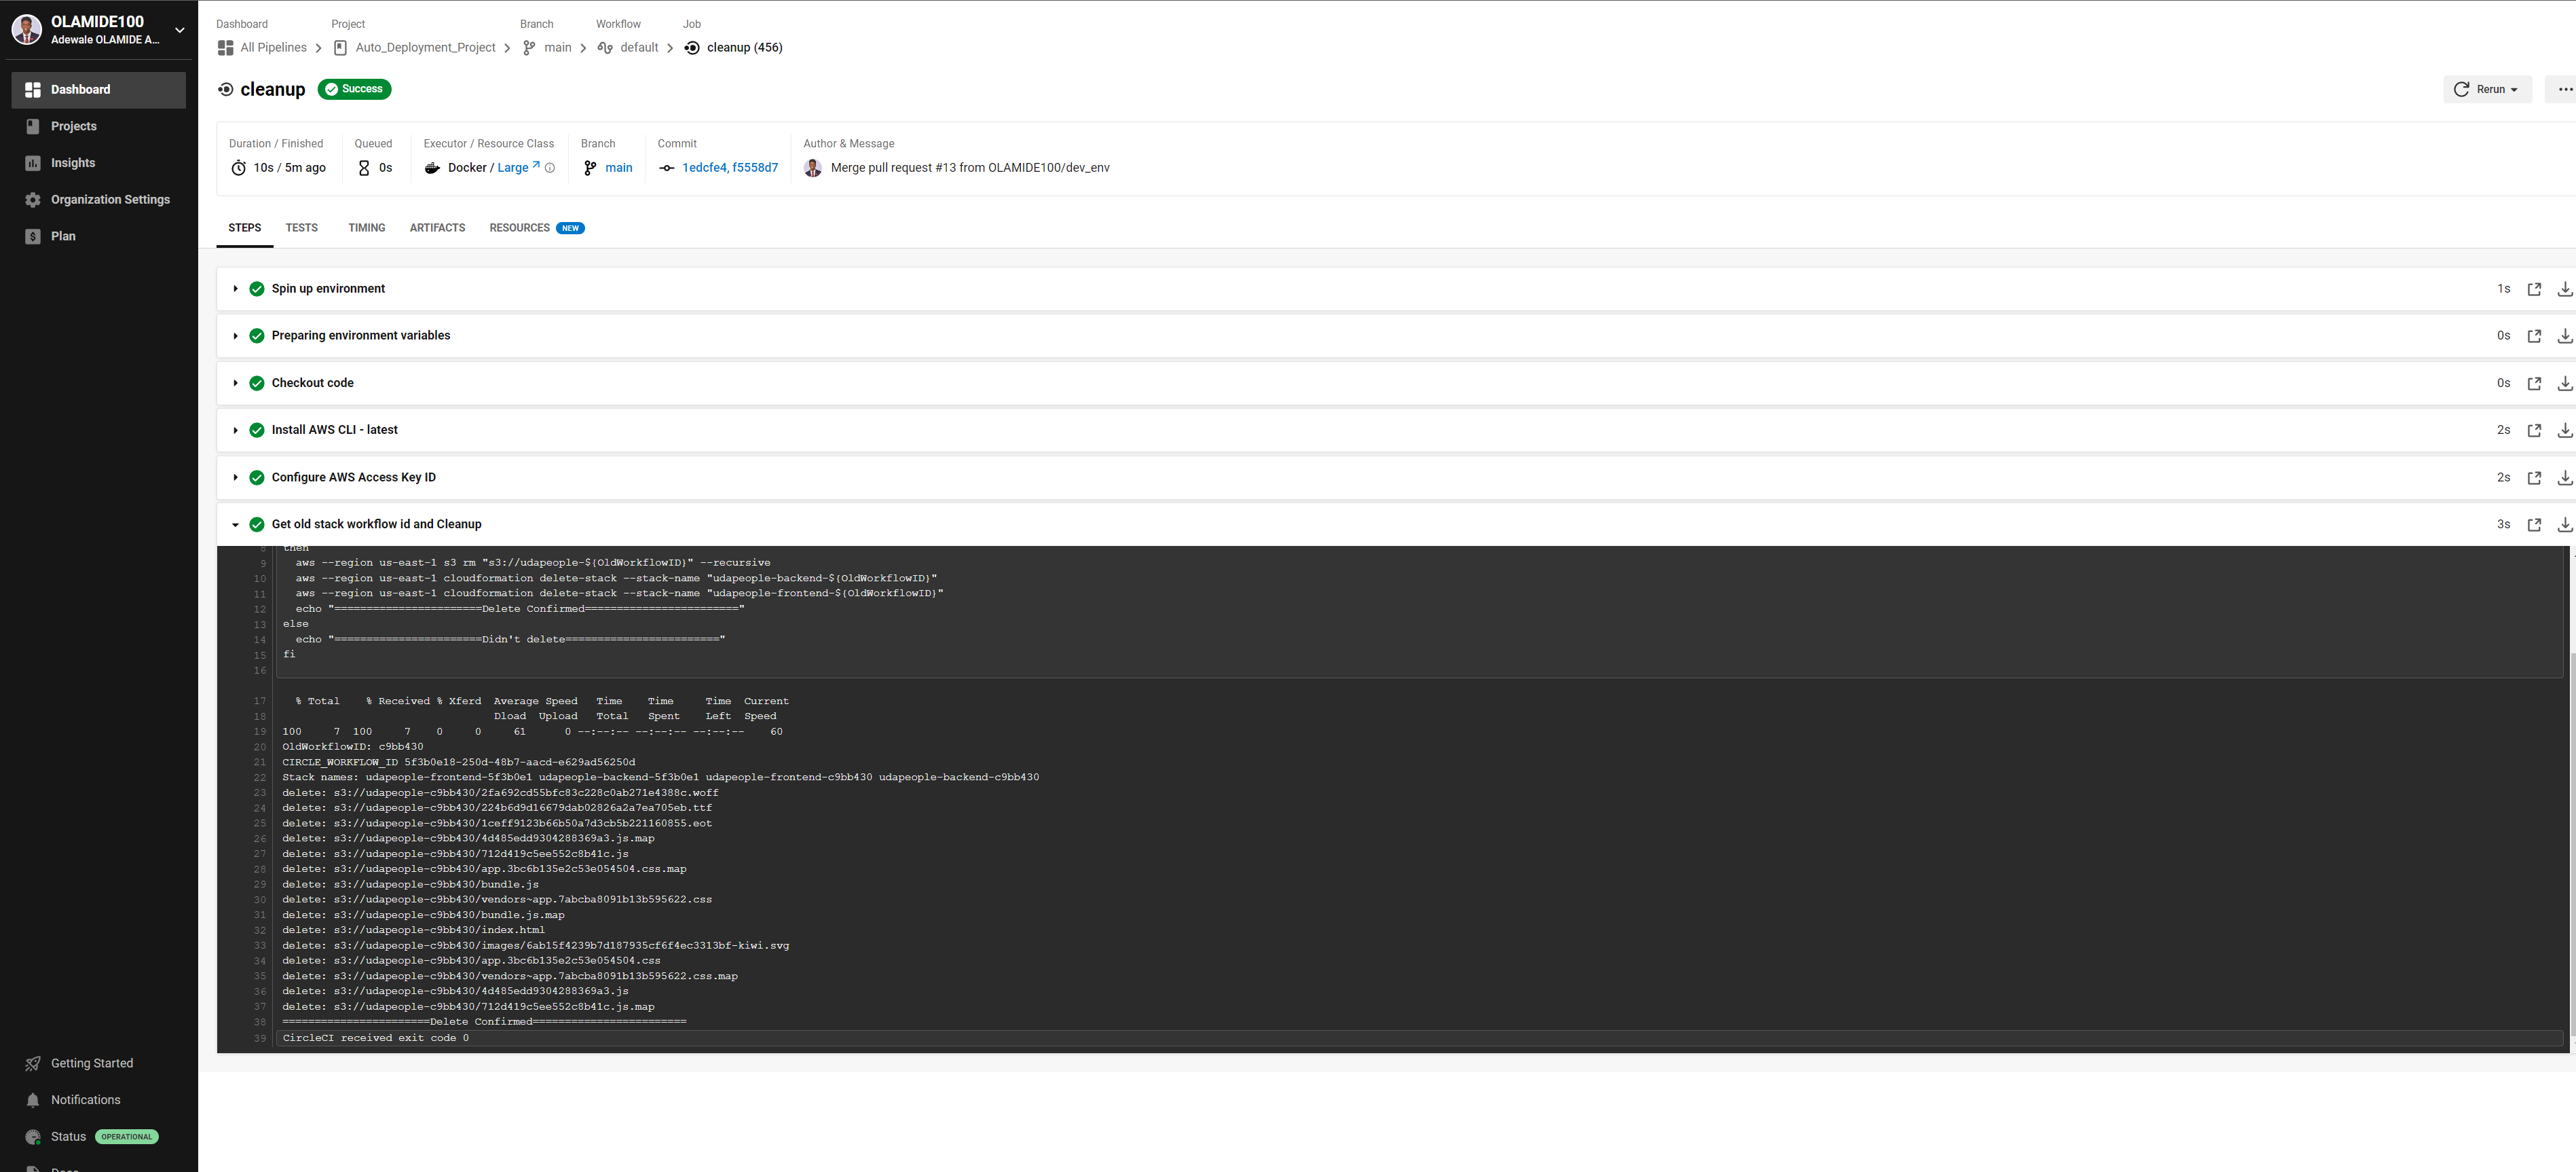 OLAMIDE100
Adewale OLAMIDE A...
Dashboard
Projects
Insights
Organization Settings
Plan
Getting Started
Notifications
Status OPERATIONAL
Docs
Dashboard Project Branch Workflow Job
All Pipelines Auto_Deployment_Project main default cleanup (456)
cleanup Success
Rerun
Duration / Finished Queued Executor / Resource Class Branch Commit Author & Message
10s / 5m ago 0s Docker / Large main 1edcfe4, f5558d7 Merge pull request #13 from OLAMIDE100/dev_env
STEPS TESTS TIMING ARTIFACTS RESOURCES NEW
Spin up environment 1s
Preparing environment variables 0s
Checkout code 0s
Install AWS CLI - latest 2s
Configure AWS Access Key ID 2s
Get old stack workflow id and Cleanup 3s
8 then
9 aws --region us-east-1 s3 rm "s3://udapeople-${OldWorkflowID}" --recursive
10 aws --region us-east-1 cloudformation delete-stack --stack-name "udapeople-backend-${OldWorkflowID}"
11 aws --region us-east-1 cloudformation delete-stack --stack-name "udapeople-frontend-${OldWorkflowID}"
12 echo "=======================Delete Confirmed========================"
13 else
14 echo "=======================Didn't delete========================"
15 fi
16
17 % Total % Received % Xferd Average Speed Time Time Time Current
18 Dload Upload Total Spent Left Speed
19 100 7 100 7 0 0 61 0 --:--:-- --:--:-- --:--:-- 60
20 OldWorkflowID: c9bb430
21 CIRCLE_WORKFLOW_ID 5f3b0e18-250d-48b7-aacd-e629ad56250d
22 Stack names: udapeople-frontend-5f3b0e1 udapeople-backend-5f3b0e1 udapeople-frontend-c9bb430 udapeople-backend-c9bb430
23 delete: s3://udapeople-c9bb430/2fa692cd55bfc83c228c0ab271e4388c.woff
24 delete: s3://udapeople-c9bb430/224b6d9d16679dab02826a2a7ea705eb.ttf
25 delete: s3://udapeople-c9bb430/1ceff9123b66b50a7d3cb5b221160855.eot
26 delete: s3://udapeople-c9bb430/4d485edd9304288369a3.js.map
27 delete: s3://udapeople-c9bb430/712d419c5ee552c8b41c.js
28 delete: s3://udapeople-c9bb430/app.3bc6b135e2c53e054504.css.map
29 delete: s3://udapeople-c9bb430/bundle.js
30 delete: s3://udapeople-c9bb430/vendors~app.7abcba8091b13b595622.css
31 delete: s3://udapeople-c9bb430/bundle.js.map
32 delete: s3://udapeople-c9bb430/index.html
33 delete: s3://udapeople-c9bb430/images/6ab15f4239b7d187935cf6f4ec3313bf-kiwi.svg
34 delete: s3://udapeople-c9bb430/app.3bc6b135e2c53e054504.css
35 delete: s3://udapeople-c9bb430/vendors~app.7abcba8091b13b595622.css.map
36 delete: s3://udapeople-c9bb430/4d485edd9304288369a3.js
37 delete: s3://udapeople-c9bb430/712d419c5ee552c8b41c.js.map
38 =======================Delete Confirmed========================
39 CircleCI received exit code 0